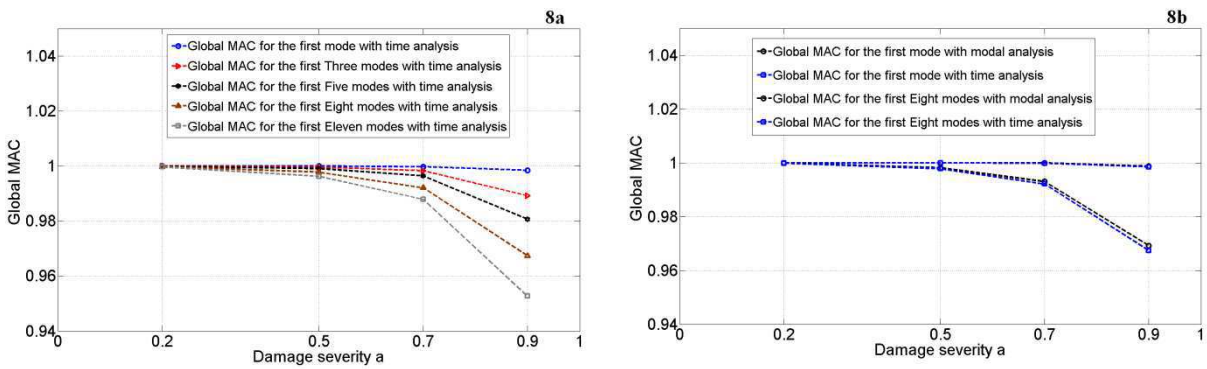 8a
Global MAC for the first mode with time analysis
Global MAC for the first Three modes with time analysis
Global MAC for the first Five modes with time analysis
Global MAC for the first Eight modes with time analysis
Global MAC for the first Eleven modes with time analysis
1.04
1.02
1
0.98
0.96
0.94
Global MAC
0
0.2
0.5
0.7
0.9
1
Damage severity a
8b
Global MAC for the first mode with modal analysis
Global MAC for the first mode with time analysis
Global MAC for the first Eight modes with modal analysis
Global MAC for the first Eight modes with time analysis
1.04
1.02
1
0.98
0.96
0.94
Global MAC
0
0.2
0.5
0.7
0.9
1
Damage severity a